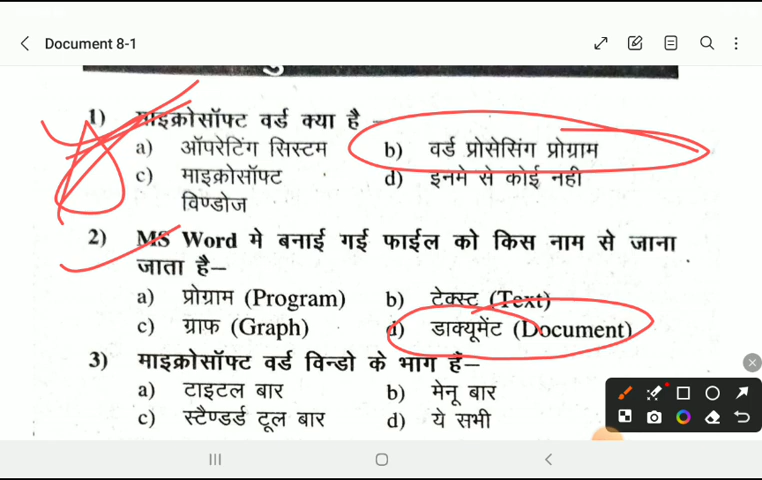 Document 8-1
1) माइक्रोसॉफ्ट वर्ड क्या है –
a) ऑपरेटिंग सिस्टम b) वर्ड प्रोसेसिंग प्रोग्राम
c) माइक्रोसॉफ्ट d) इनमे से कोई नही
विण्डोज
2) MS Word मे बनाई गई फाईल को किस नाम से जाना
जाता है–
a) प्रोग्राम (Program) b) टेक्स्ट (Text)
c) ग्राफ (Graph) d) डाक्यूमेंट (Document)
3) माइक्रोसॉफ्ट वर्ड विन्डो के भाग हैं–
a) टाइटल बार b) मेनू बार
c) स्टैण्डर्ड टूल बार d) ये सभी